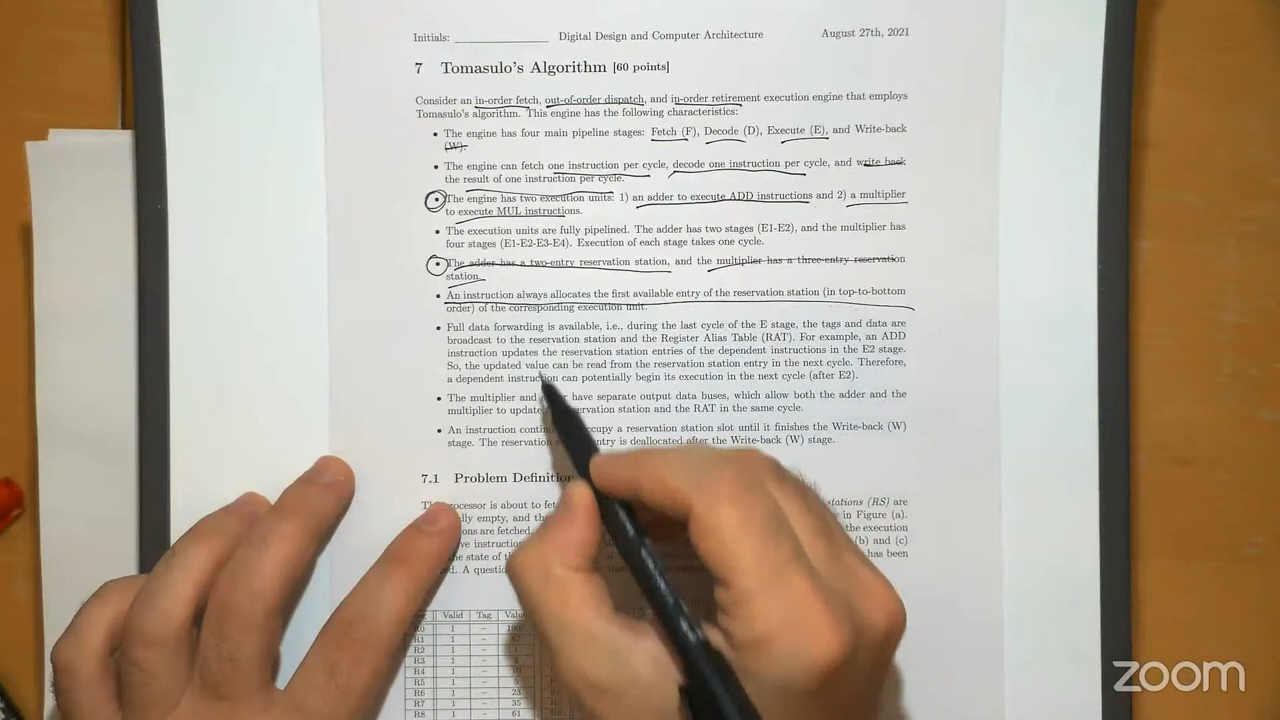 Initials: Digital Design and Computer Architecture August 27th, 2021
7 Tomasulo's Algorithm [60 points]
Consider an in-order fetch, out-of-order dispatch, and in-order retirement execution engine that employs
Tomasulo's algorithm. This engine has the following characteristics:
• The engine has four main pipeline stages: Fetch (F), Decode (D), Execute (E), and Write-back
(W).
• The engine can fetch one instruction per cycle, decode one instruction per cycle, and write back
the result of one instruction per cycle.
• The engine has two execution units: 1) an adder to execute ADD instructions and 2) a multiplier
to execute MUL instructions.
• The execution units are fully pipelined. The adder has two stages (E1-E2), and the multiplier has
four stages (E1-E2-E3-E4). Execution of each stage takes one cycle.
• The adder has a two-entry reservation station, and the multiplier has a three-entry reservation
station.
• An instruction always allocates the first available entry of the reservation station (in top-to-bottom
order) of the corresponding execution unit.
• Full data forwarding is available, i.e., during the last cycle of the E stage, the tags and data are
broadcast to the reservation station and the Register Alias Table (RAT). For example, an ADD
instruction updates the reservation station entries of the dependent instructions in the E2 stage.
So, the updated value can be read from the reservation station entry in the next cycle. Therefore,
a dependent instruction can potentially begin its execution in the next cycle (after E2).
• The multiplier and have separate output data buses, which allow both the adder and the
multiplier to update reservation station and the RAT in the same cycle.
• An instruction occupy a reservation station slot until it finishes the Write-back (W)
stage. The reservation entry is deallocated after the Write-back (W) stage.
7.1 Problem Definition
processor is about to stations (RS) are
and in Figure (a).
are fetched. the execution
(b) and (c)
state of has been
A
Valid Tag
1 –
R1 1 –
R2 1 –
R3 1 –
R4 1 –
R5 1 –
R6 1 – 23
R7 1 – 35
R8 1 – 61
zoom